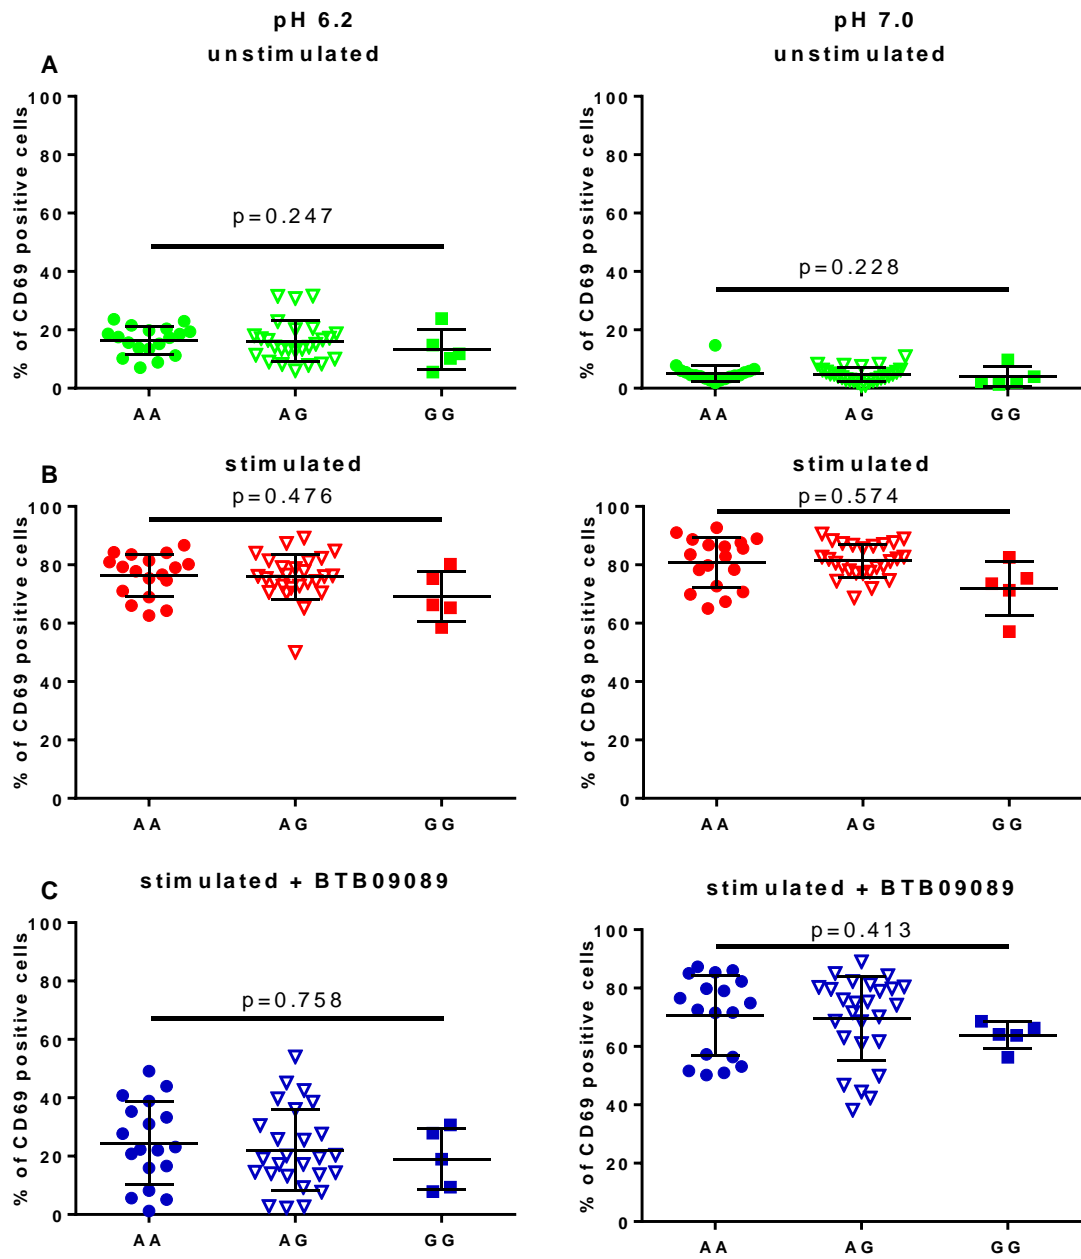 pH 6.2
unstimulated
pH 7.0
unstimulated
A
% of CD69 positive cells
100
80
60
40
20
0
p=0.247
AA
AG
GG
% of CD69 positive cells
100
80
60
40
20
0
p=0.228
AA
AG
GG
B
stimulated
% of CD69 positive cells
100
80
60
40
20
0
p=0.476
AA
AG
GG
stimulated
% of CD69 positive cells
100
80
60
40
20
0
p=0.574
AA
AG
GG
C
stimulated + BTB09089
% of CD69 positive cells
100
80
60
40
20
0
p=0.758
AA
AG
GG
stimulated + BTB09089
% of CD69 positive cells
100
80
60
40
20
0
p=0.413
AA
AG
GG